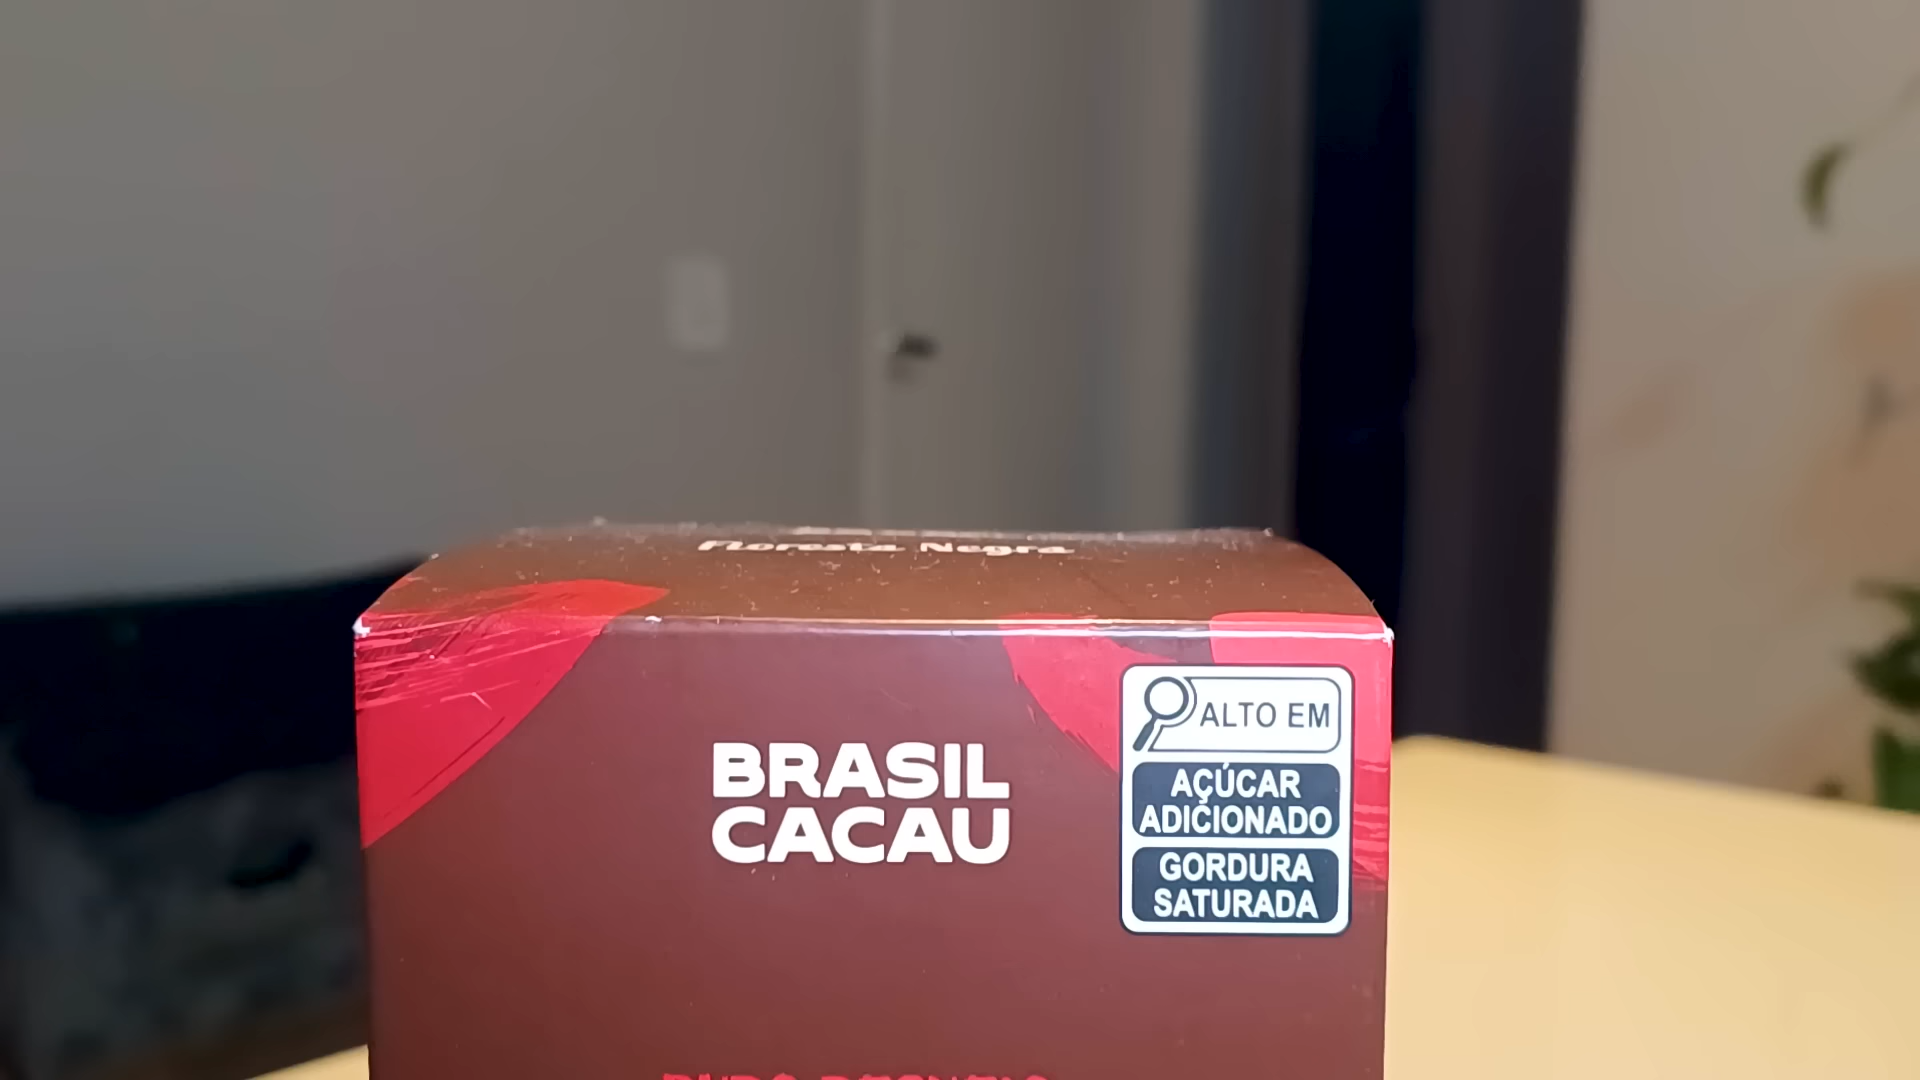 Floresta Negra
BRASIL
CACAU
ALTO EM
AÇÚCAR
ADICIONADO
GORDURA
SATURADA